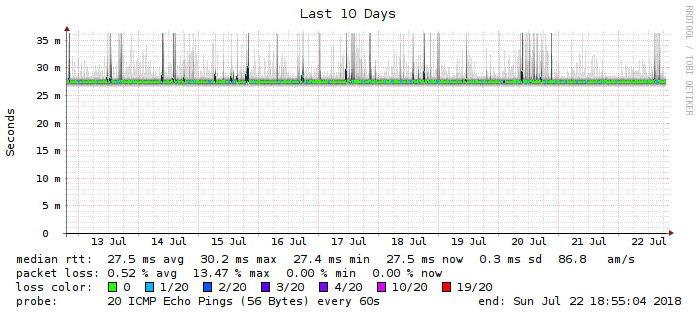 Last 10 Days
RRDTOOL / TOBI OETIKER
Seconds
35 m
30 m
25 m
20 m
15 m
10 m
5 m
0
13 Jul 14 Jul 15 Jul 16 Jul 17 Jul 18 Jul 19 Jul 20 Jul 21 Jul 22 Jul
median rtt: 27.5 ms avg 30.2 ms max 27.4 ms min 27.5 ms now 0.3 ms sd 86.8 am/s
packet loss: 0.52 % avg 13.47 % max 0.00 % min 0.00 % now
loss color: 0 1/20 2/20 3/20 4/20 10/20 19/20
probe: 20 ICMP Echo Pings (56 Bytes) every 60s end: Sun Jul 22 18:55:04 2018